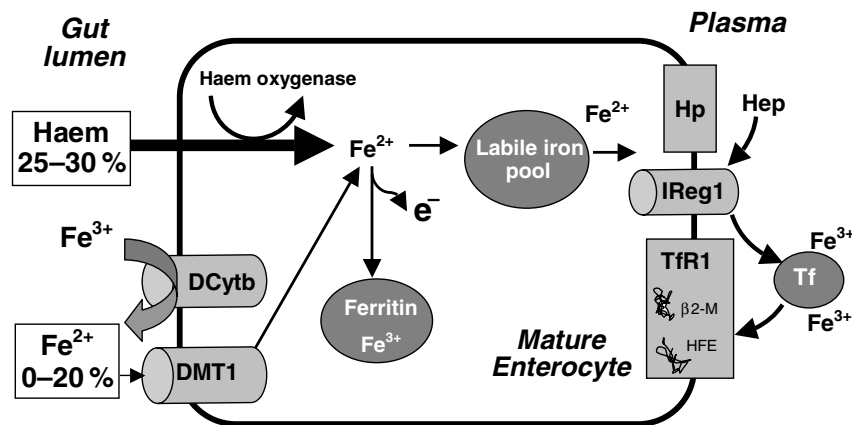 Gut
lumen
Plasma
Haem oxygenase
Haem
25–30 %
Fe²⁺
Labile iron
pool
Fe²⁺
Hp
Hep
IReg1
e⁻
Fe³⁺
DCytb
Ferritin
Fe³⁺
TfR1
β2-M
HFE
Fe³⁺
Tf
Fe³⁺
Fe²⁺
0–20 %
DMT1
Mature
Enterocyte